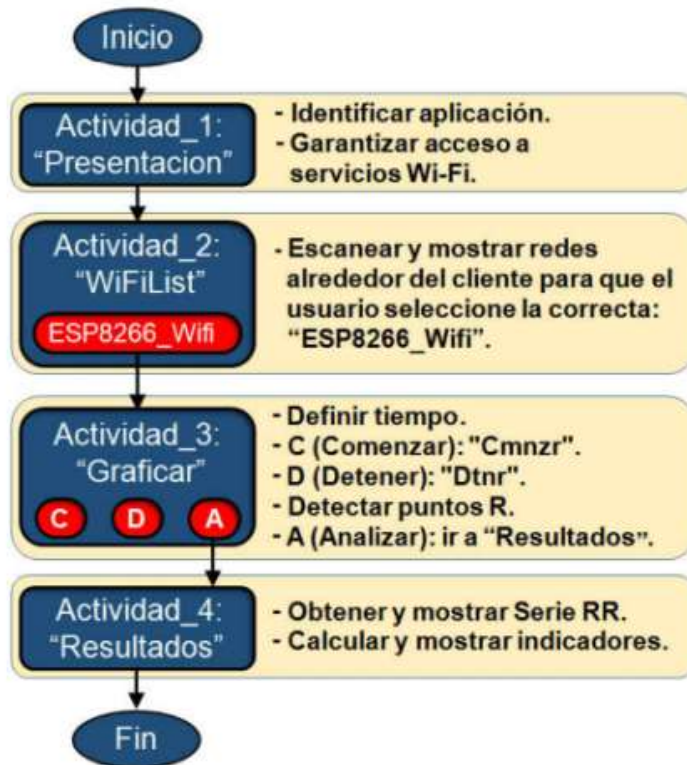 Inicio
Actividad_1:
“Presentacion”
- Identificar aplicación.
- Garantizar acceso a
servicios Wi-Fi.
Actividad_2:
“WiFiList”
ESP8266_Wifi
- Escanear y mostrar redes
alrededor del cliente para que el
usuario seleccione la correcta:
“ESP8266_Wifi”.
Actividad_3:
“Graficar”
C D A
- Definir tiempo.
- C (Comenzar): "Cmnzr".
- D (Detener): "Dtnr".
- Detectar puntos R.
- A (Analizar): ir a “Resultados”.
Actividad_4:
“Resultados”
- Obtener y mostrar Serie RR.
- Calcular y mostrar indicadores.
Fin